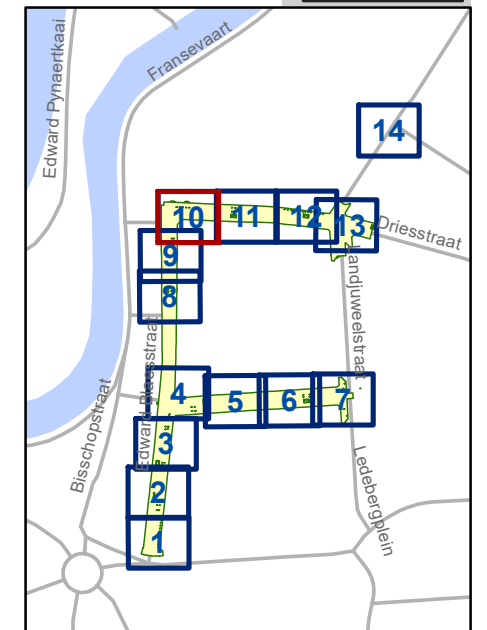 Edward Pynaertkaai
Fransevaart
14
10
11
12
13
Driesstraat
9
8
Landjuweelstraat
Edward Blaesstraat
4
5
6
7
Bisschopstraat
3
2
Ledebergplein
1